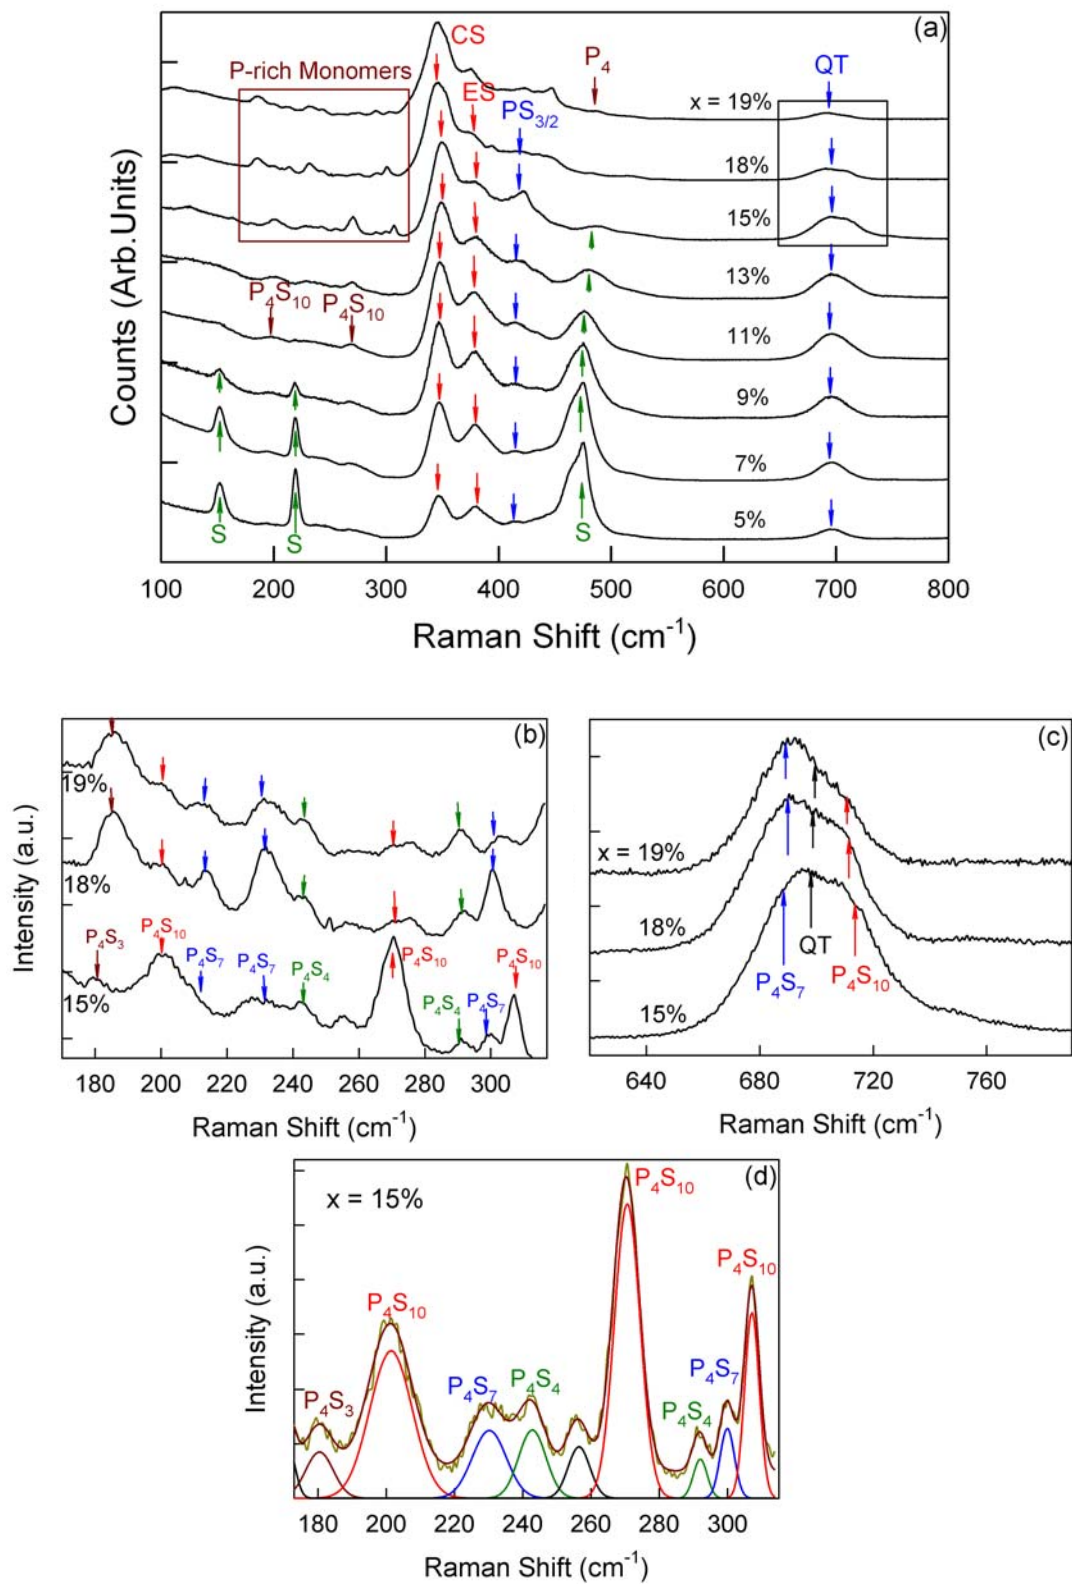 (a)
CS
P-rich Monomers
ES
PS3/2
P4
QT
x = 19%
18%
15%
13%
P4S10
P4S10
11%
9%
7%
5%
S
S
S
Counts (Arb.Units)
100 200 300 400 500 600 700 800
Raman Shift (cm-1)
(b)
19%
18%
P4S3
P4S10
P4S7
P4S7
P4S4
P4S10
P4S4
P4S7
P4S10
15%
Intensity (a.u.)
180 200 220 240 260 280 300
Raman Shift (cm-1)
(c)
x = 19%
18%
QT
P4S7
P4S10
15%
640 680 720 760
Raman Shift (cm-1)
(d)
x = 15%
P4S3
P4S10
P4S7
P4S4
P4S10
P4S4
P4S7
P4S10
Intensity (a.u.)
180 200 220 240 260 280 300
Raman Shift (cm-1)